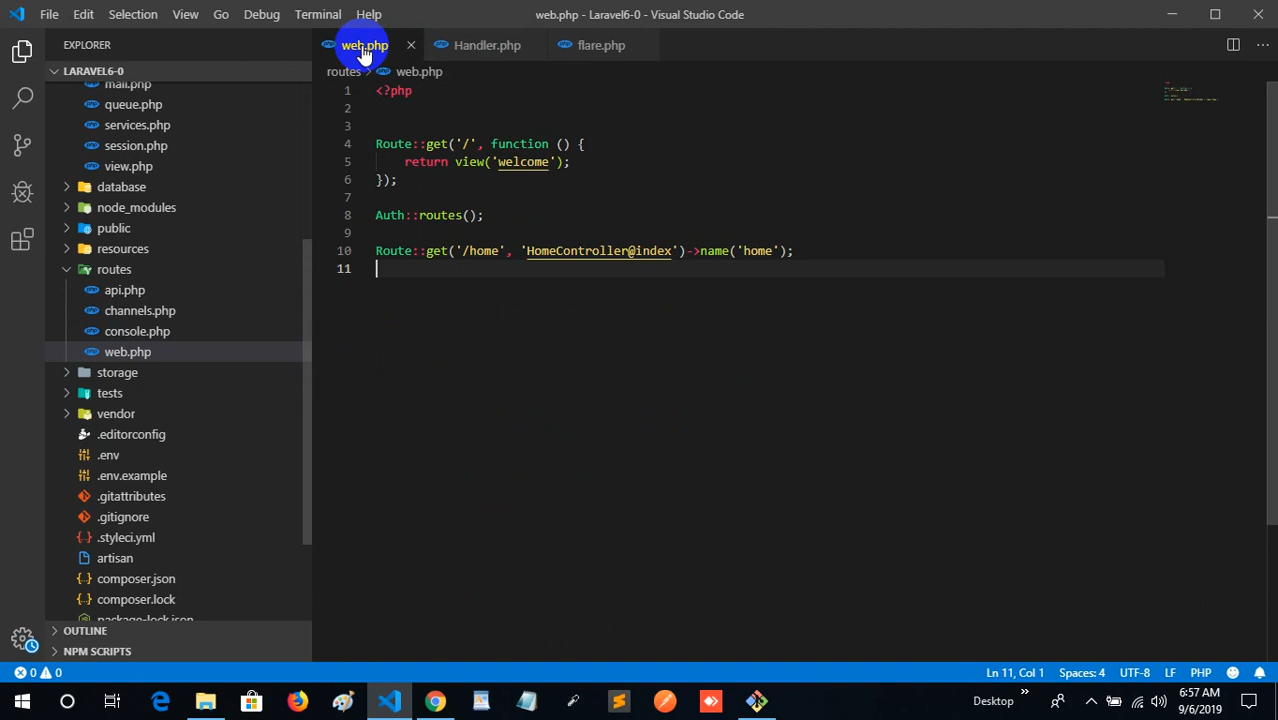 File Edit Selection View Go Debug Terminal Help web.php - Laravel6-0 - Visual Studio Code
EXPLORER
web.php Handler.php flare.php
LARAVEL6-0
routes > web.php
mail.php
queue.php
services.php
session.php
view.php
database
node_modules
public
resources
routes
api.php
channels.php
console.php
web.php
storage
tests
vendor
.editorconfig
.env
.env.example
.gitattributes
.gitignore
.styleci.yml
artisan
composer.json
composer.lock
package-lock.json
OUTLINE
NPM SCRIPTS
1 <?php
2
3
4 Route::get('/', function () {
5 return view('welcome');
6 });
7
8 Auth::routes();
9
10 Route::get('/home', 'HomeController@index')->name('home');
11
0 0 Ln 11, Col 1 Spaces: 4 UTF-8 LF PHP
Desktop
6:57 AM
9/6/2019